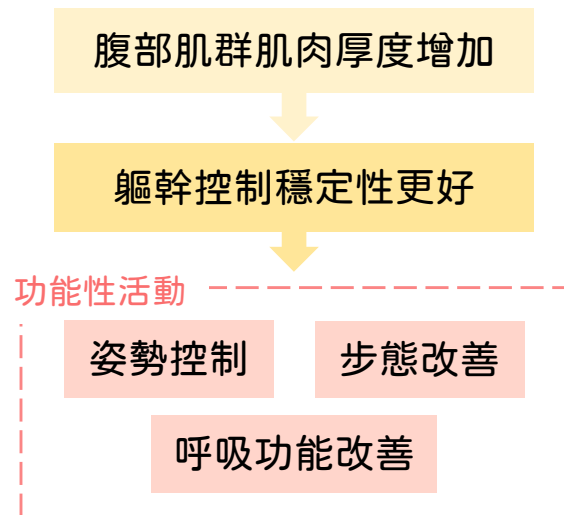 腹部肌群肌肉厚度增加
軀幹控制穩定性更好
功能性活動
姿勢控制
步態改善
呼吸功能改善